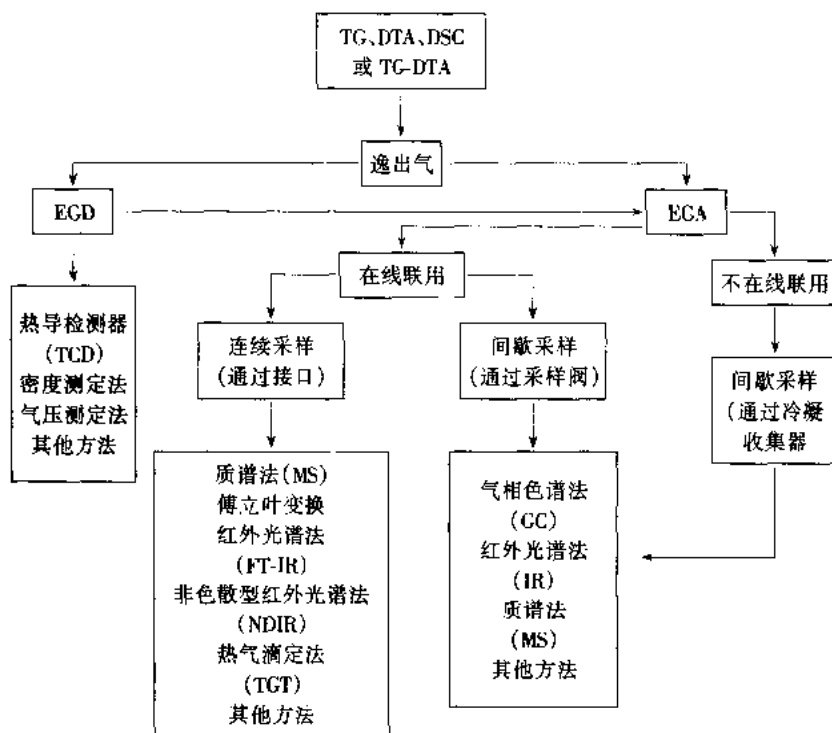 TG、DTA、DSC
或 TG-DTA
逸出气
EGD
EGA
在线联用
不在线联用
热导检测器
(TCD)
密度测定法
气压测定法
其他方法
连续采样
(通过接口)
间歇采样
(通过采样阀)
间歇采样
(通过冷凝
收集器
质谱法(MS)
傅立叶变换
红外光谱法
(FT-IR)
非色散型红外光谱法
(NDIR)
热气滴定法
(TGT)
其他方法
气相色谱法
(GC)
红外光谱法
(IR)
质谱法
(MS)
其他方法